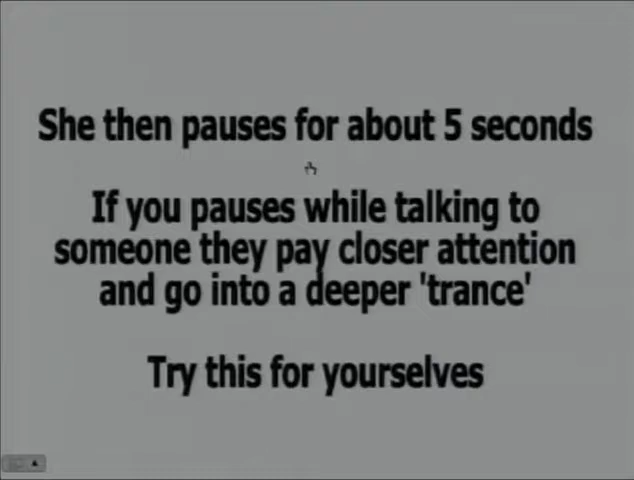 She then pauses for about 5 seconds
If you pauses while talking to
someone they pay closer attention
and go into a deeper 'trance'
Try this for yourselves